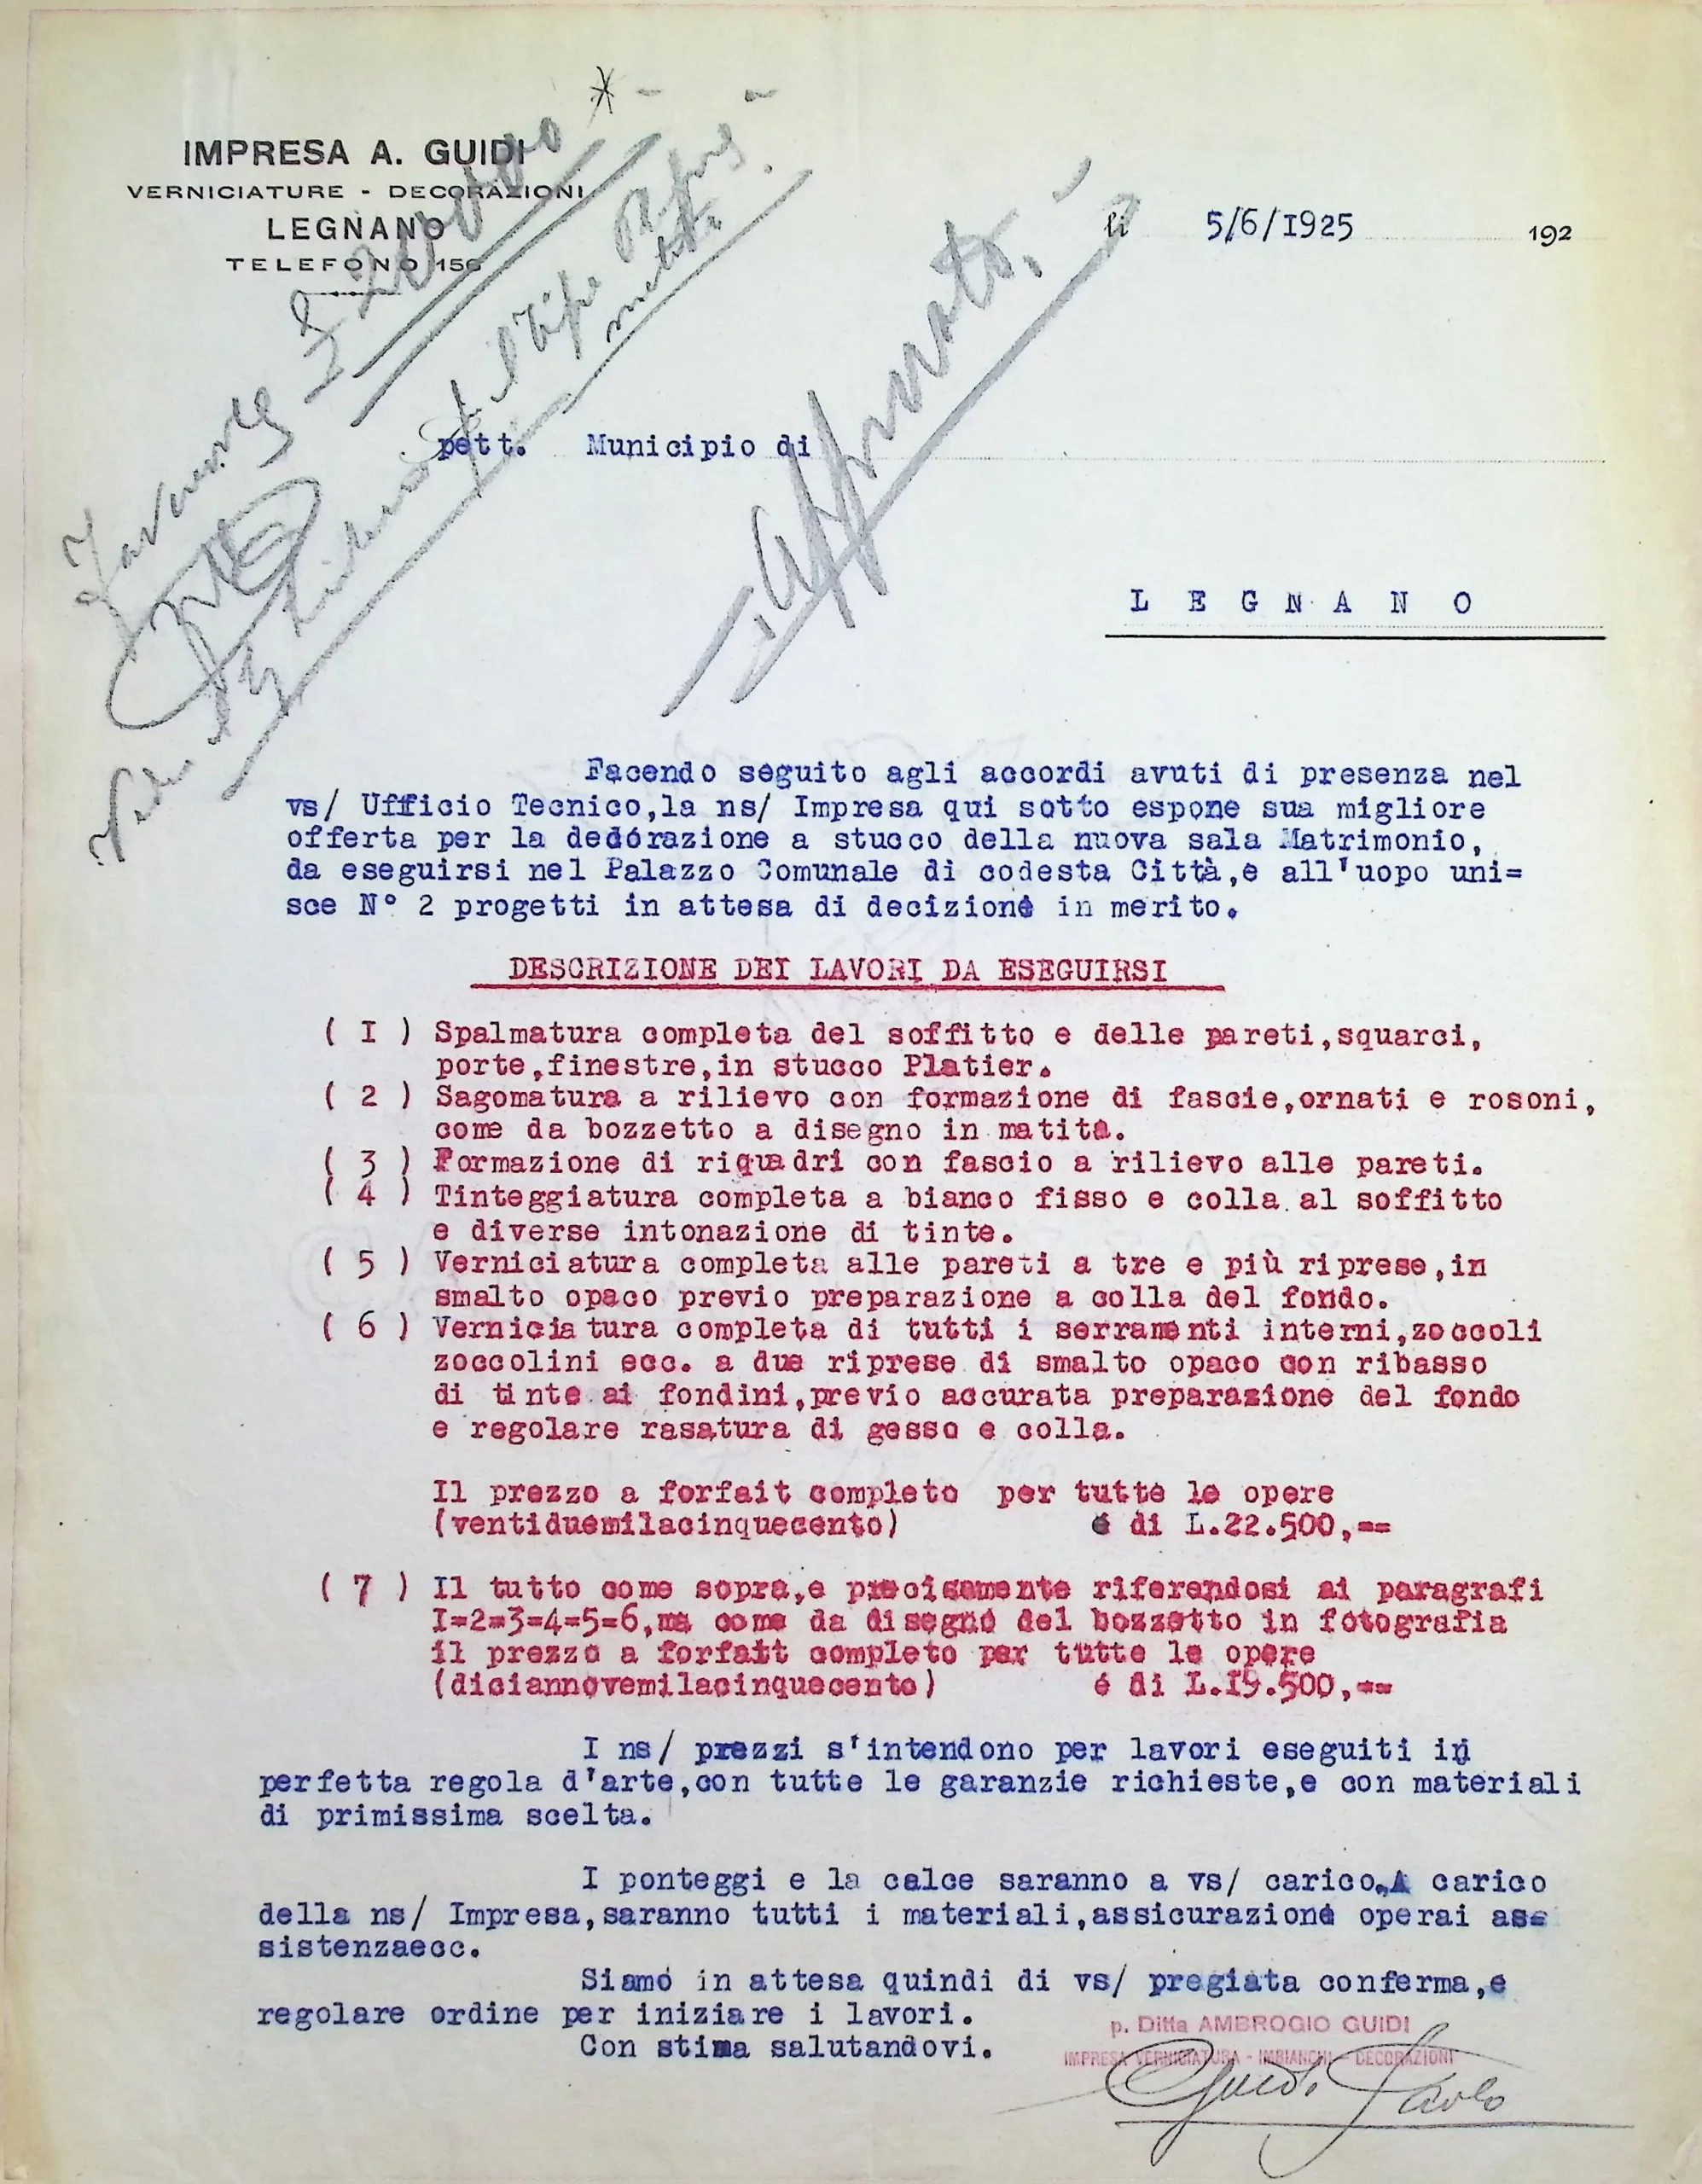 IMPRESA A. GUIDI
VERNICIATURE - DECORAZIONI
LEGNANO
TELEFONO 156
li 5/6/I925 192
pett. Municipio di
L E G N A N O
Facendo seguito agli accordi avuti di presenza nel
vs/ Ufficio Tecnico,la ns/ Impresa qui sotto espone sua migliore
offerta per la dedórazione a stucco della nuova sala Matrimonio,
da eseguirsi nel Palazzo Comunale di codesta Città,e all'uopo uni=
sce N° 2 progetti in attesa di decizioné in merito.
DESCRIZIONE DEI LAVORI DA ESEGUIRSI
( I ) Spalmatura completa del soffitto e delle pareti,squarci,
porte,finestre,in stucco Platier.
( 2 ) Sagomatura a rilievo con formazione di fascie,ornati e rosoni,
come da bozzetto a disegno in matita.
( 3 ) Formazione di riquadri con fascio a rilievo alle pareti.
( 4 ) Tinteggiatura completa a bianco fisso e colla al soffitto
e diverse intonazione di tinte.
( 5 ) Verniciatura completa alle pareti a tre e più riprese,in
smalto opaco previo preparazione a colla del fondo.
( 6 ) Verniciatura completa di tutti i serramenti interni,zoccoli
zoccolini ecc. a due riprese di smalto opaco con ribasso
di tinte ai fondini,previo accurata preparazione del fondo
e regolare rasatura di gesso e colla.
Il prezzo a forfait completo per tutte le opere
(ventiduemilacinquecento) é di L.22.500,==
( 7 ) Il tutto come sopra,e precisamente riferendosi ai paragrafi
I=2=3=4=5=6,ma come da disegno del bozzetto in fotografia
il prezzo a forfait completo per tutte le opere
(diciannovemilacinquecento) é di L.I9.500,==
I ns/ prezzi s'intendono per lavori eseguiti in
perfetta regola d'arte,con tutte le garanzie richieste,e con materiali
di primissima scelta.
I ponteggi e la calce saranno a vs/ carico.A carico
della ns/ Impresa,saranno tutti i materiali,assicurazioné operai as=
sistenzaecc.
Siamo in attesa quindi di vs/ pregiata conferma,e
regolare ordine per iniziare i lavori.
Con stima salutandovi.
p. Ditta AMBROGIO GUIDI
IMPRESA VERNICIATURA - IMBIANCHI - DECORAZIONI
Guidi Paolo